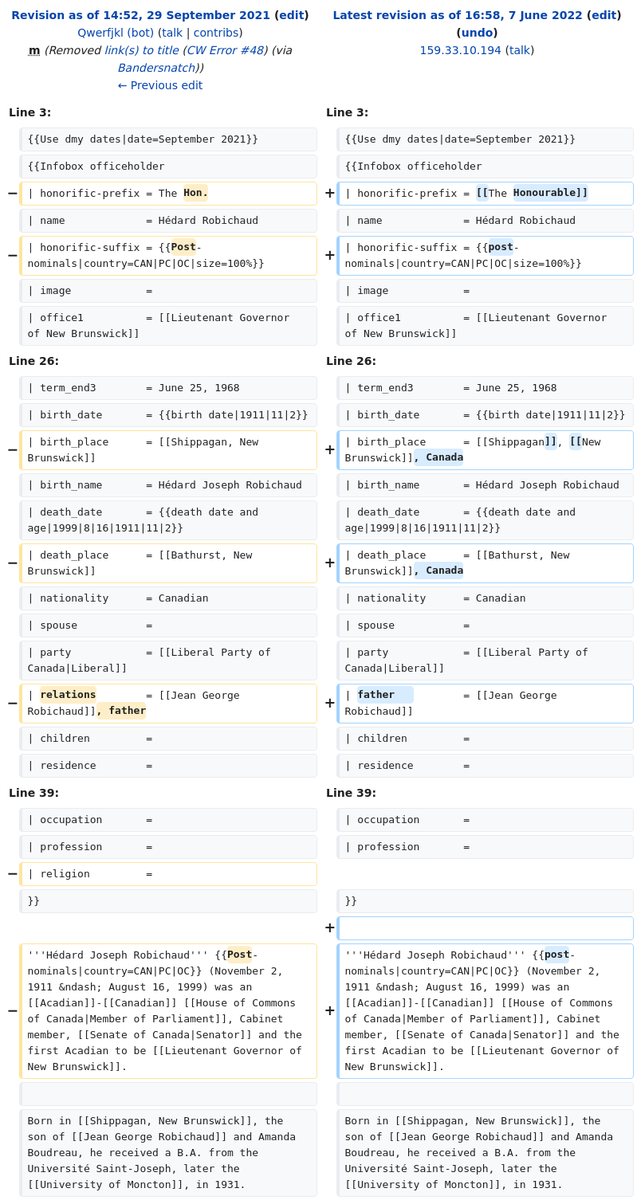 Revision as of 14:52, 29 September 2021 (edit)
Qwerfjkl (bot) (talk | contribs)
m (Removed link(s) to title (CW Error #48) (via
Bandersnatch))
← Previous edit
Latest revision as of 16:58, 7 June 2022 (edit)
(undo)
159.33.10.194 (talk)
Line 3:
Line 3:
{{Use dmy dates|date=September 2021}}
{{Use dmy dates|date=September 2021}}
{{Infobox officeholder
{{Infobox officeholder
− | honorific-prefix = The Hon.
+ | honorific-prefix = [[The Honourable]]
| name = Hédard Robichaud
| name = Hédard Robichaud
− | honorific-suffix = {{Post-
nominals|country=CAN|PC|OC|size=100%}}
+ | honorific-suffix = {{post-
nominals|country=CAN|PC|OC|size=100%}}
| image =
| image =
| office1 = [[Lieutenant Governor
of New Brunswick]]
| office1 = [[Lieutenant Governor
of New Brunswick]]
Line 26:
Line 26:
| term_end3 = June 25, 1968
| term_end3 = June 25, 1968
| birth_date = {{birth date|1911|11|2}}
| birth_date = {{birth date|1911|11|2}}
− | birth_place = [[Shippagan, New
Brunswick]]
+ | birth_place = [[Shippagan]], [[New
Brunswick]], Canada
| birth_name = Hédard Joseph Robichaud
| birth_name = Hédard Joseph Robichaud
| death_date = {{death date and
age|1999|8|16|1911|11|2}}
| death_date = {{death date and
age|1999|8|16|1911|11|2}}
− | death_place = [[Bathurst, New
Brunswick]]
+ | death_place = [[Bathurst, New
Brunswick]], Canada
| nationality = Canadian
| nationality = Canadian
| spouse =
| spouse =
| party = [[Liberal Party of
Canada|Liberal]]
| party = [[Liberal Party of
Canada|Liberal]]
− | relations = [[Jean George
Robichaud]], father
+ | father = [[Jean George
Robichaud]]
| children =
| children =
| residence =
| residence =
Line 39:
Line 39:
| occupation =
| occupation =
| profession =
| profession =
− | religion =
}}
}}
+
− '''Hédard Joseph Robichaud''' {{Post-
nominals|country=CAN|PC|OC}} (November 2,
1911 &ndash; August 16, 1999) was an
[[Acadian]]-[[Canadian]] [[House of Commons
of Canada|Member of Parliament]], Cabinet
member, [[Senate of Canada|Senator]] and the
first Acadian to be [[Lieutenant Governor of
New Brunswick]].
+ '''Hédard Joseph Robichaud''' {{post-
nominals|country=CAN|PC|OC}} (November 2,
1911 &ndash; August 16, 1999) was an
[[Acadian]]-[[Canadian]] [[House of Commons
of Canada|Member of Parliament]], Cabinet
member, [[Senate of Canada|Senator]] and the
first Acadian to be [[Lieutenant Governor of
New Brunswick]].
Born in [[Shippagan, New Brunswick]], the
son of [[Jean George Robichaud]] and Amanda
Boudreau, he received a B.A. from the
Université Saint-Joseph, later the
[[University of Moncton]], in 1931.
Born in [[Shippagan, New Brunswick]], the
son of [[Jean George Robichaud]] and Amanda
Boudreau, he received a B.A. from the
Université Saint-Joseph, later the
[[University of Moncton]], in 1931.